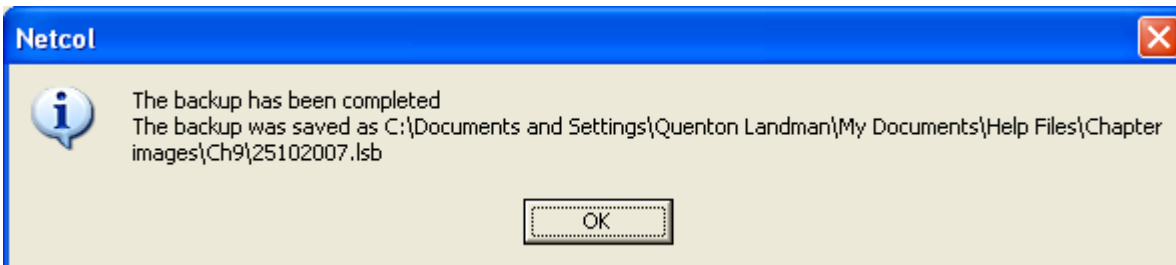 Netcol
The backup has been completed
The backup was saved as C:\Documents and Settings\Quenton Landman\My Documents\Help Files\Chapter
images\Ch9\25102007.lsb
OK